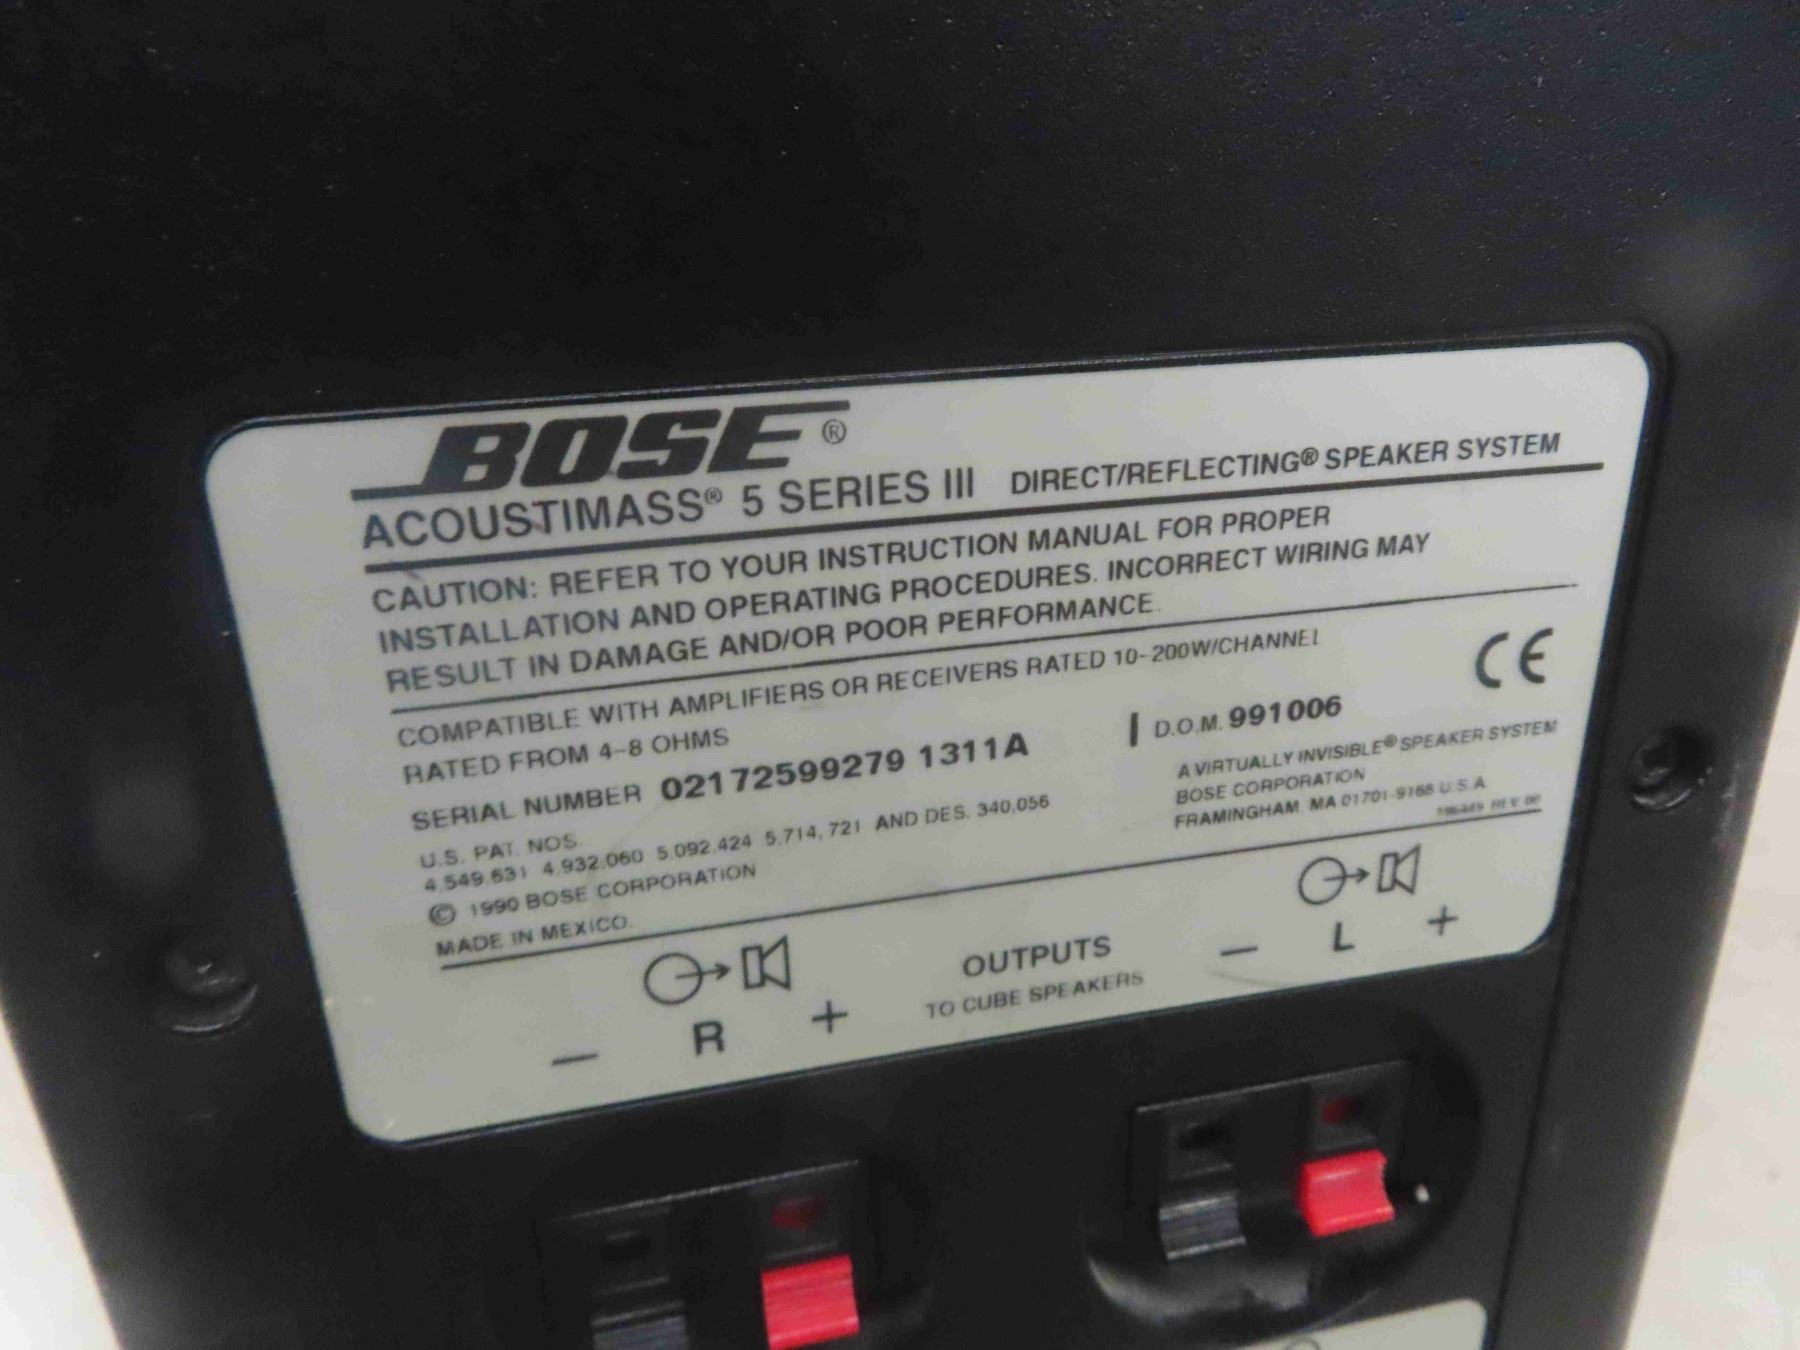 BOSE®
ACOUSTIMASS® 5 SERIES III DIRECT/REFLECTING® SPEAKER SYSTEM
CAUTION: REFER TO YOUR INSTRUCTION MANUAL FOR PROPER
INSTALLATION AND OPERATING PROCEDURES. INCORRECT WIRING MAY
RESULT IN DAMAGE AND/OR POOR PERFORMANCE.
COMPATIBLE WITH AMPLIFIERS OR RECEIVERS RATED 10-200W/CHANNEL
RATED FROM 4-8 OHMS
CE
SERIAL NUMBER 02172599279 1311A
D.O.M. 991006
U.S. PAT. NOS.
4,549,631 4,932,060 5,092,424 5,714,721 AND DES. 340,056
© 1990 BOSE CORPORATION
MADE IN MEXICO.
A VIRTUALLY INVISIBLE® SPEAKER SYSTEM
BOSE CORPORATION
FRAMINGHAM MA 01701-9168 U.S.A.
REV 00
- R +
OUTPUTS
TO CUBE SPEAKERS
- L +